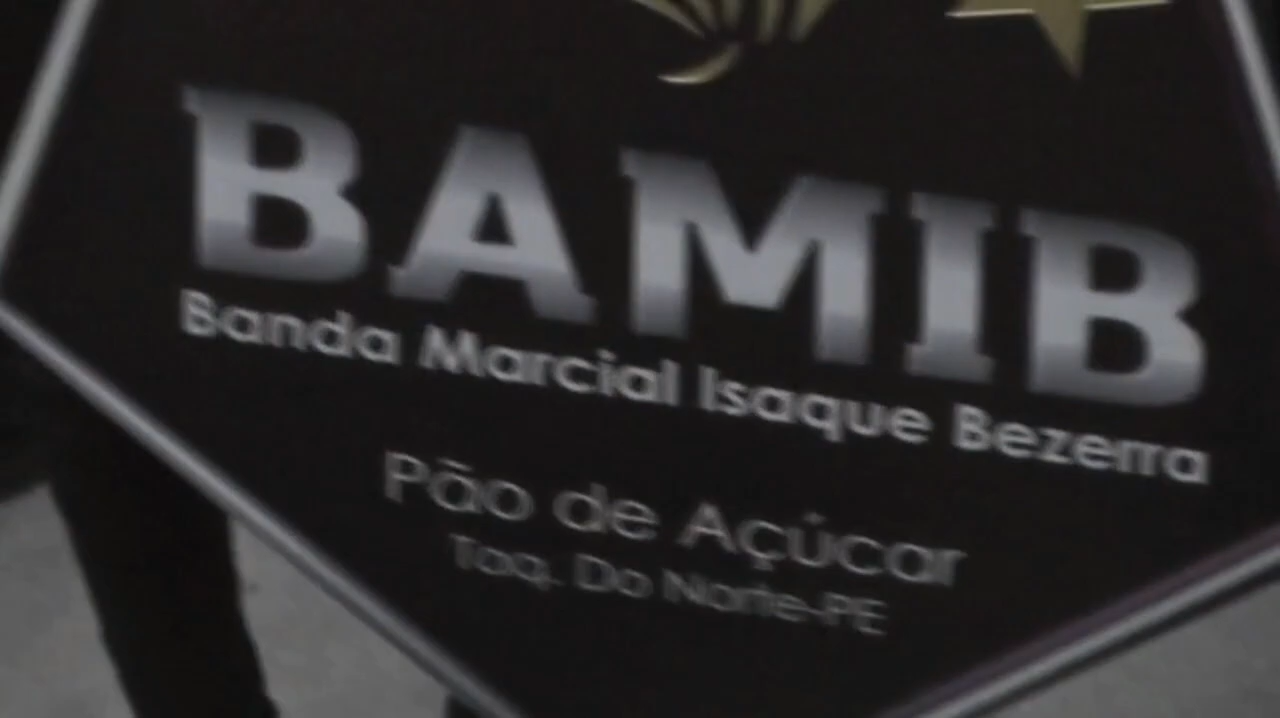 BAMIB
Banda Marcial Isaque Bezerra
Pão de Açúcar
Taq. Do Norte-PE